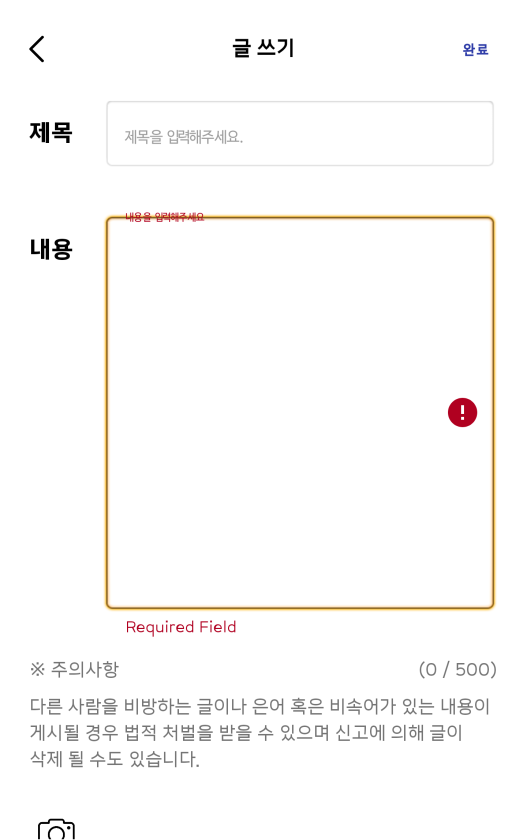 글 쓰기
완료
제목
제목을 입력해주세요.
내용을 입력해주세요
내용
!
Required Field
※ 주의사항
(0 / 500)
다른 사람을 비방하는 글이나 은어 혹은 비속어가 있는 내용이
게시될 경우 법적 처벌을 받을 수 있으며 신고에 의해 글이
삭제 될 수도 있습니다.